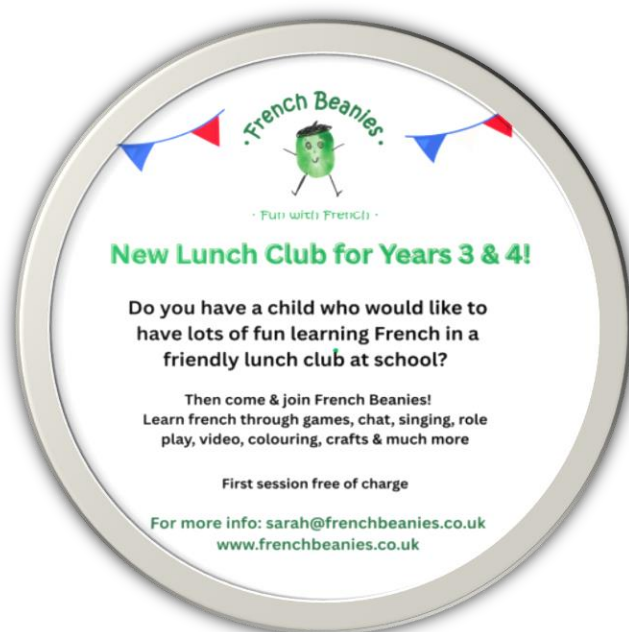 · French Beanies ·
· Fun with French ·
New Lunch Club for Years 3 & 4!
Do you have a child who would like to
have lots of fun learning French in a
friendly lunch club at school?
Then come & join French Beanies!
Learn french through games, chat, singing, role
play, video, colouring, crafts & much more
First session free of charge
For more info: sarah@frenchbeanies.co.uk
www.frenchbeanies.co.uk